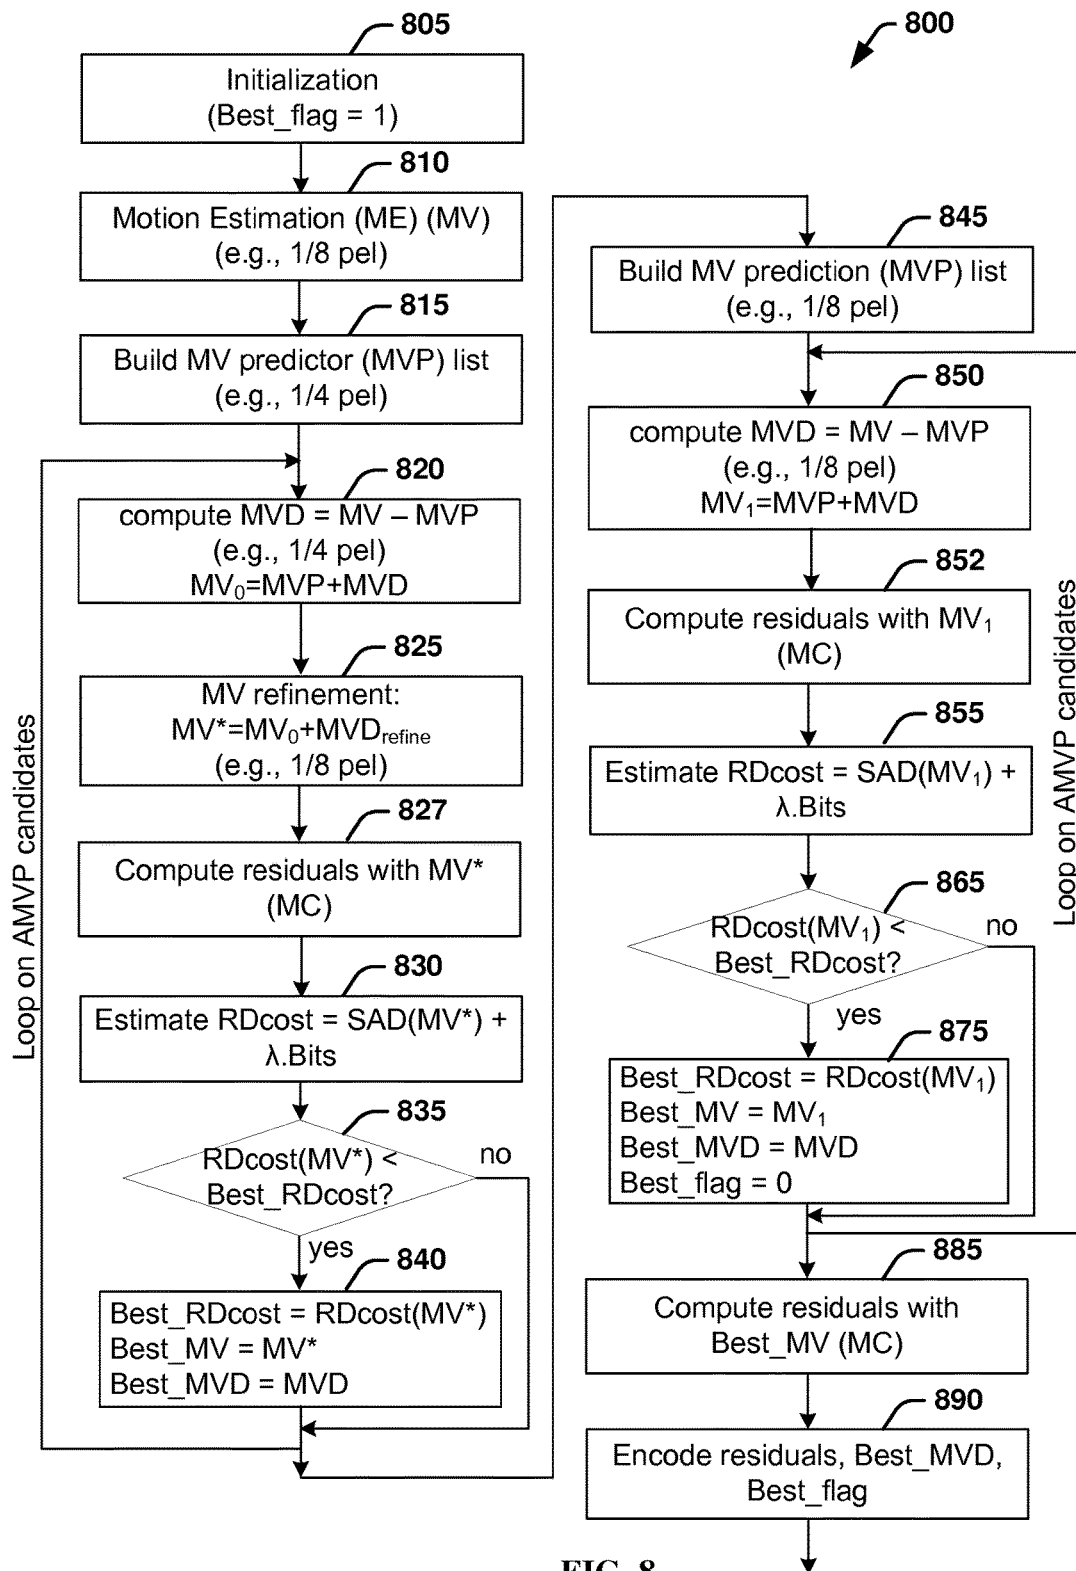 800
805
Initialization
(Best_flag = 1)
810
Motion Estimation (ME) (MV)
(e.g., 1/8 pel)
815
Build MV predictor (MVP) list
(e.g., 1/4 pel)
820
compute MVD = MV – MVP
(e.g., 1/4 pel)
MV₀=MVP+MVD
825
MV refinement:
MV*=MV₀+MVD_refine
(e.g., 1/8 pel)
827
Compute residuals with MV*
(MC)
830
Estimate RDcost = SAD(MV*) +
λ.Bits
835
RDcost(MV*) <
Best_RDcost?
no
yes
840
Best_RDcost = RDcost(MV*)
Best_MV = MV*
Best_MVD = MVD
Loop on AMVP candidates
845
Build MV prediction (MVP) list
(e.g., 1/8 pel)
850
compute MVD = MV – MVP
(e.g., 1/8 pel)
MV₁=MVP+MVD
852
Compute residuals with MV₁
(MC)
855
Estimate RDcost = SAD(MV₁) +
λ.Bits
865
RDcost(MV₁) <
Best_RDcost?
no
yes
875
Best_RDcost = RDcost(MV₁)
Best_MV = MV₁
Best_MVD = MVD
Best_flag = 0
Loop on AMVP candidates
885
Compute residuals with
Best_MV (MC)
890
Encode residuals, Best_MVD,
Best_flag
FIG. 8